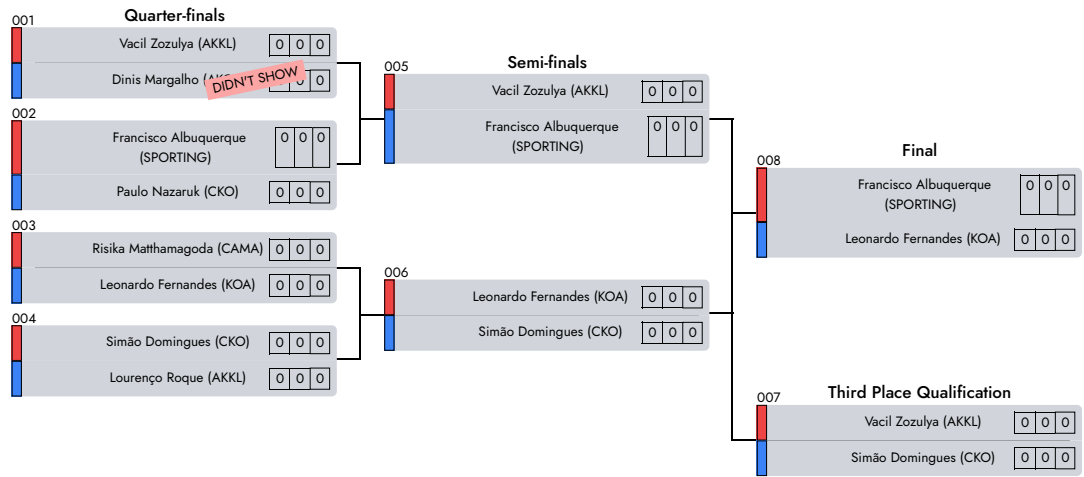 Quarter-finals
001
Vacil Zozulya (AKKL) 0 0 0
Dinis Margalho 0 0
DIDN'T SHOW
002
Francisco Albuquerque
(SPORTING) 0 0 0
Paulo Nazaruk (CKO) 0 0 0
003
Risika Matthamagoda (CAMA) 0 0 0
Leonardo Fernandes (KOA) 0 0 0
004
Simão Domingues (CKO) 0 0 0
Lourenço Roque (AKKL) 0 0 0
Semi-finals
005
Vacil Zozulya (AKKL) 0 0 0
Francisco Albuquerque
(SPORTING) 0 0 0
006
Leonardo Fernandes (KOA) 0 0 0
Simão Domingues (CKO) 0 0 0
Final
008
Francisco Albuquerque
(SPORTING) 0 0 0
Leonardo Fernandes (KOA) 0 0 0
Third Place Qualification
007
Vacil Zozulya (AKKL) 0 0 0
Simão Domingues (CKO) 0 0 0